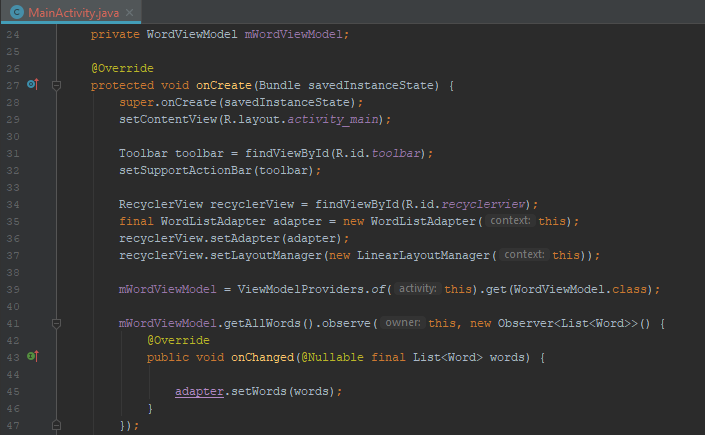 MainActivity.java
24 private WordViewModel mWordViewModel;
25
26 @Override
27 protected void onCreate(Bundle savedInstanceState) {
28 super.onCreate(savedInstanceState);
29 setContentView(R.layout.activity_main);
30
31 Toolbar toolbar = findViewById(R.id.toolbar);
32 setSupportActionBar(toolbar);
33
34 RecyclerView recyclerView = findViewById(R.id.recyclerview);
35 final WordListAdapter adapter = new WordListAdapter( context: this);
36 recyclerView.setAdapter(adapter);
37 recyclerView.setLayoutManager(new LinearLayoutManager( context: this));
38
39 mWordViewModel = ViewModelProviders.of( activity: this).get(WordViewModel.class);
40
41 mWordViewModel.getAllWords().observe( owner: this, new Observer<List<Word>>() {
42 @Override
43 public void onChanged(@Nullable final List<Word> words) {
44
45 adapter.setWords(words);
46 }
47 });